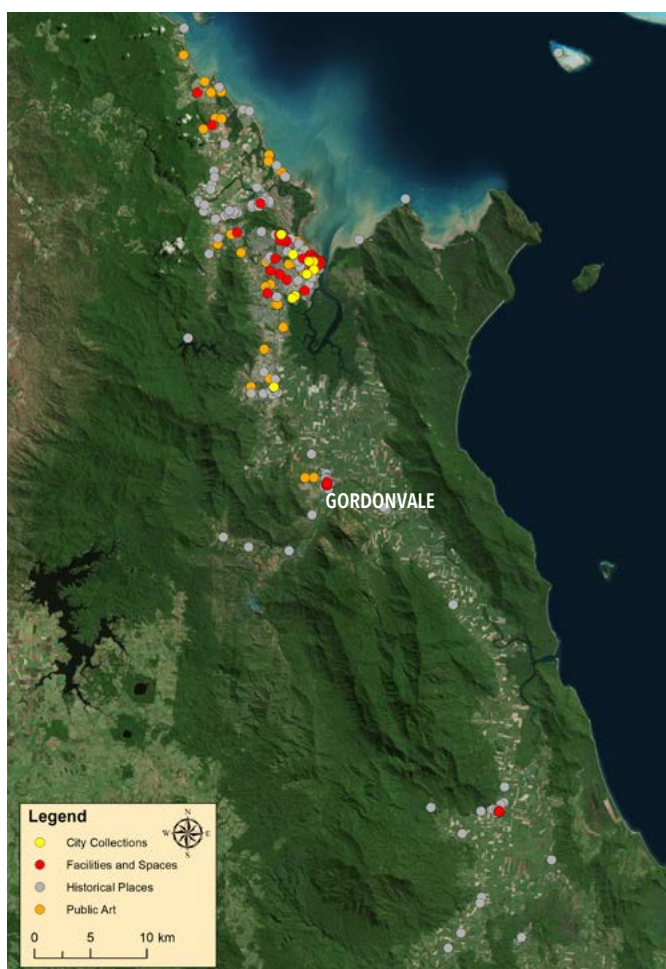 GORDONVALE
Legend
N
W E
S
City Collections
Facilities and Spaces
Historical Places
Public Art
0 5 10 km